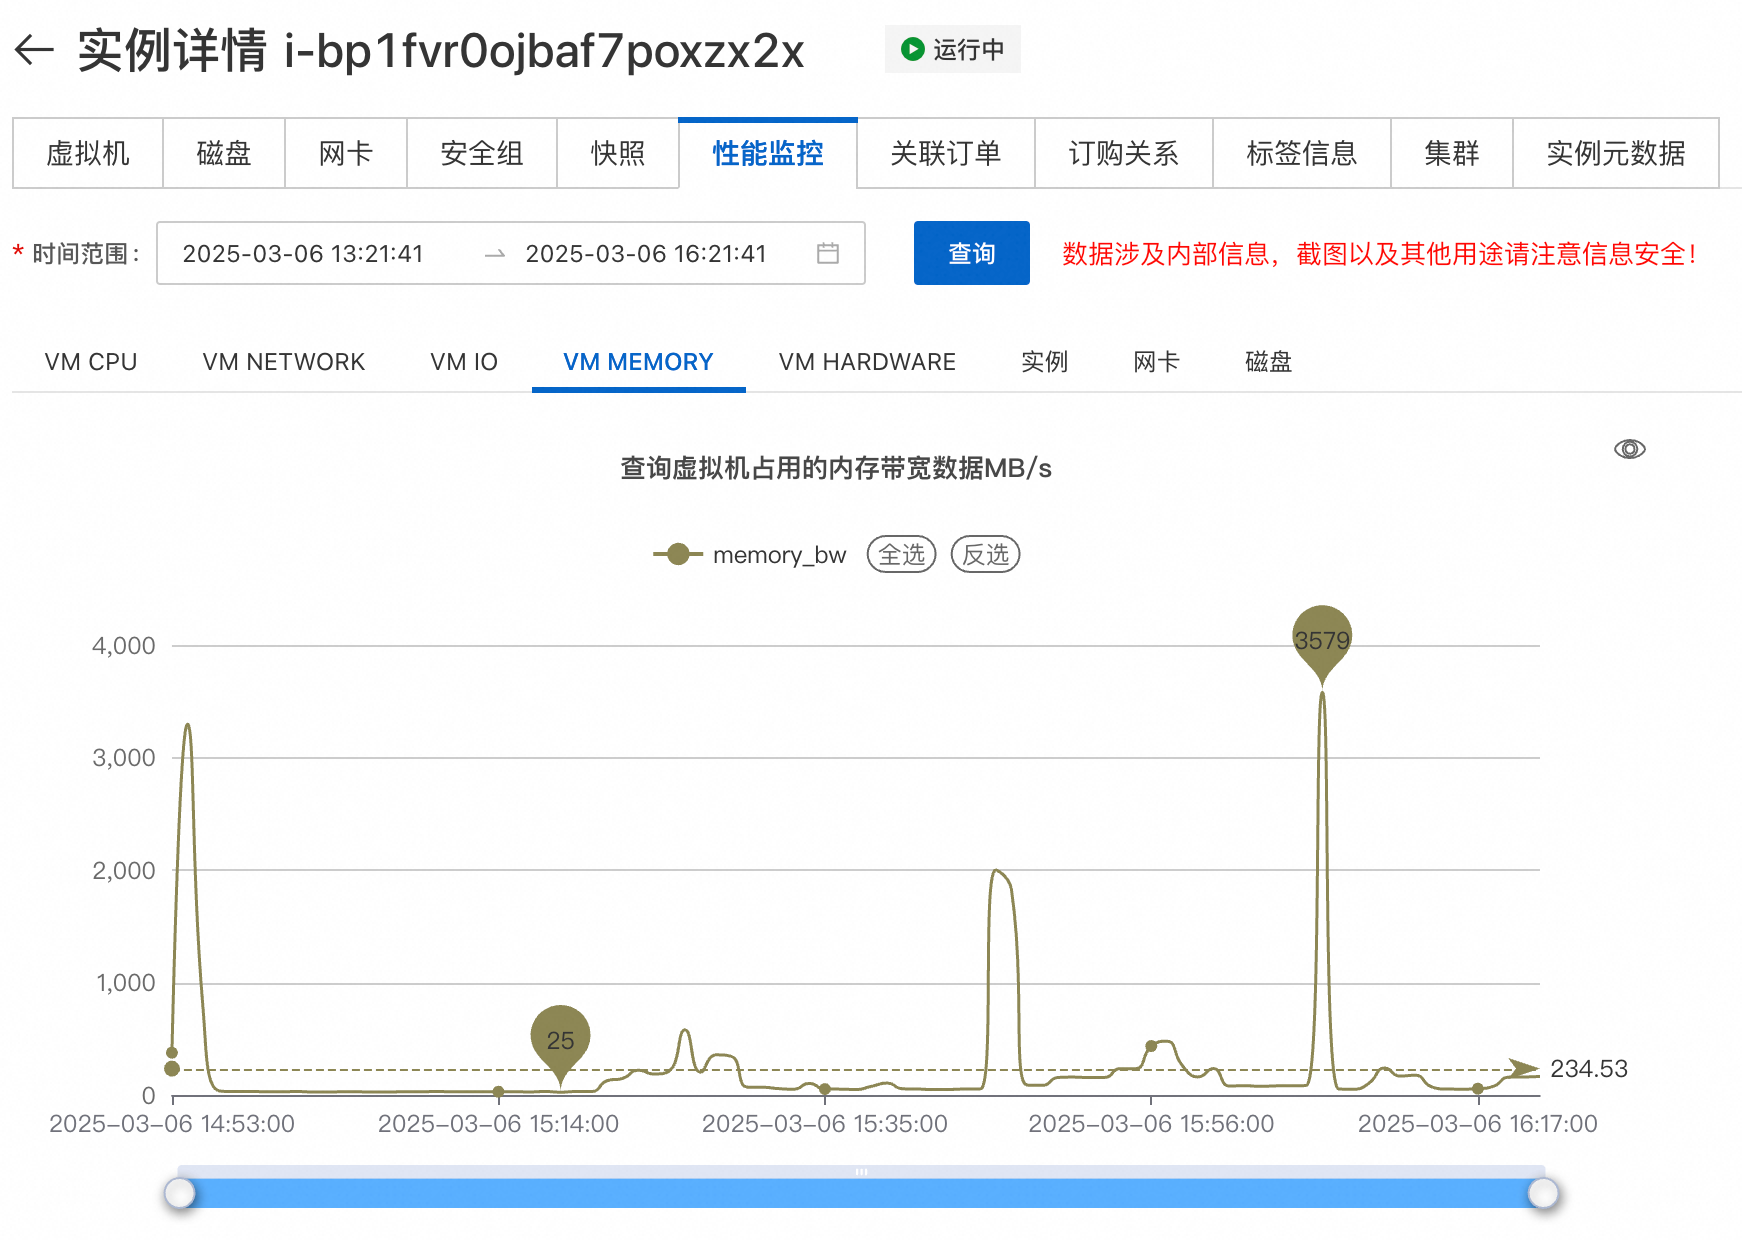 实例详情 i-bp1fvr0ojbaf7poxzx2x 运行中
虚拟机 磁盘 网卡 安全组 快照 性能监控 关联订单 订购关系 标签信息 集群 实例元数据
* 时间范围: 2025-03-06 13:21:41 2025-03-06 16:21:41 查询 数据涉及内部信息，截图以及其他用途请注意信息安全!
VM CPU VM NETWORK VM IO VM MEMORY VM HARDWARE 实例 网卡 磁盘
查询虚拟机占用的内存带宽数据MB/s
memory_bw 全选 反选
4,000
3579
3,000
2,000
1,000
25
234.53
0
2025-03-06 14:53:00 2025-03-06 15:14:00 2025-03-06 15:35:00 2025-03-06 15:56:00 2025-03-06 16:17:00